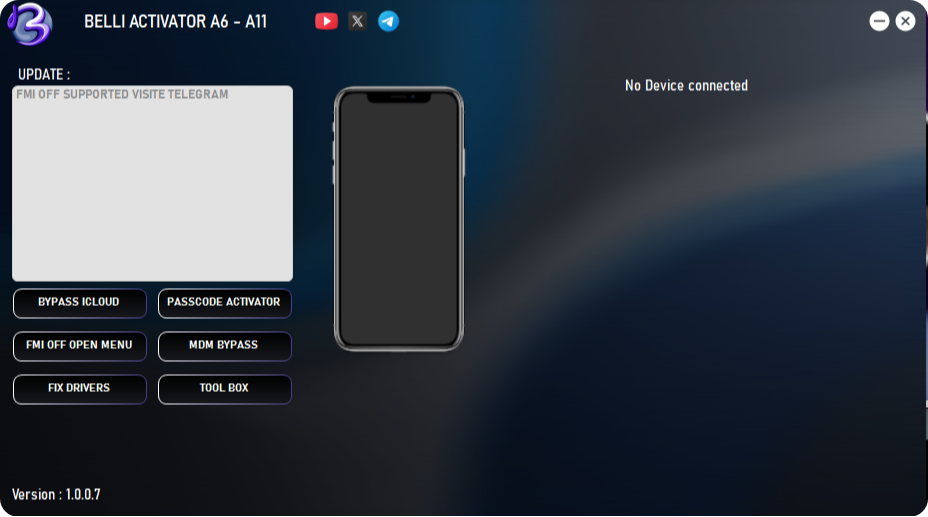 BELLI ACTIVATOR A6 - A11
UPDATE :
FMI OFF SUPPORTED VISITE TELEGRAM
No Device connected
BYPASS ICLOUD
PASSCODE ACTIVATOR
FMI OFF OPEN MENU
MDM BYPASS
FIX DRIVERS
TOOL BOX
Version : 1.0.0.7